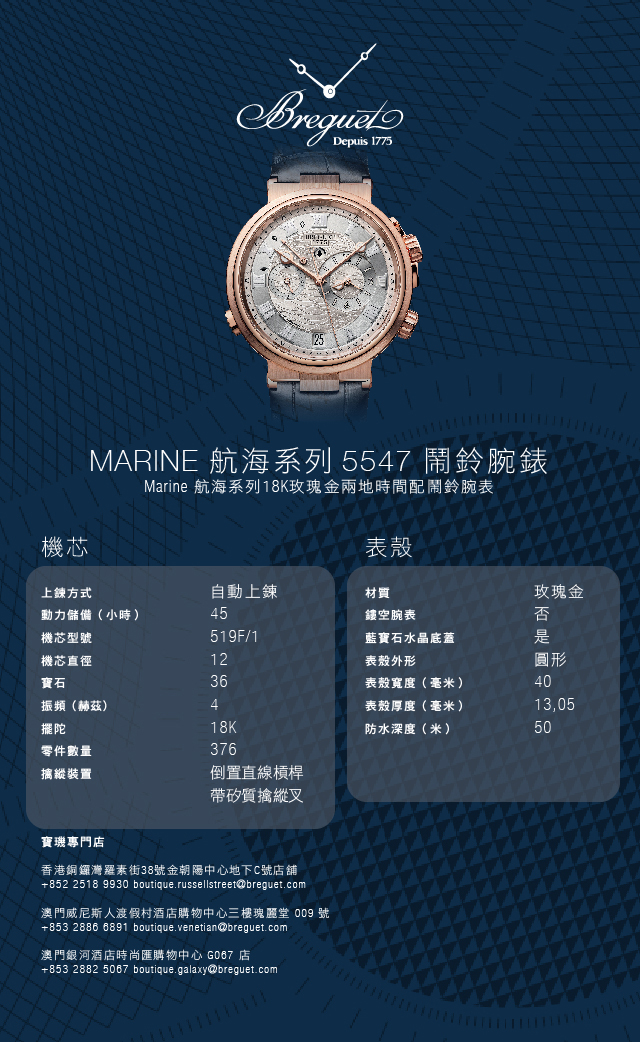 Breguet
Depuis 1775
25
MARINE 航海系列 5547 鬧鈴腕錶
Marine 航海系列18K玫瑰金兩地時間配鬧鈴腕表
機芯
上鍊方式 自動上鍊
動力儲備（小時） 45
機芯型號 519F/1
機芯直徑 12
寶石 36
振頻（赫茲） 4
擺陀 18K
零件數量 376
擒縱裝置 倒置直線槓桿
帶矽質擒縱叉
表殼
材質 玫瑰金
鏤空腕表 否
藍寶石水晶底蓋 是
表殼外形 圓形
表殼寬度（毫米） 40
表殼厚度（毫米） 13,05
防水深度（米） 50
寶璣專門店
香港銅鑼灣羅素街38號金朝陽中心地下C號店舖
+852 2518 9930 boutique.russellstreet@breguet.com
澳門威尼斯人渡假村酒店購物中心三樓瑰麗堂 009 號
+853 2886 6891 boutique.venetian@breguet.com
澳門銀河酒店時尚匯購物中心 G067 店
+853 2882 5067 boutique.galaxy@breguet.com